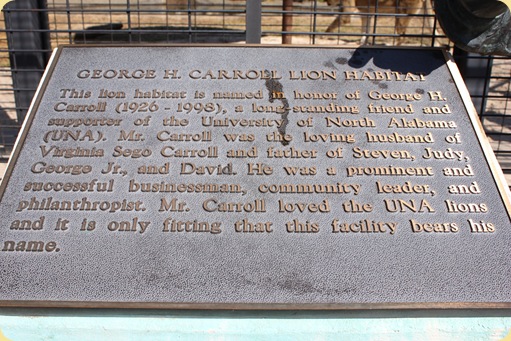 GEORGE H. CARROLL LION HABITAT
This lion habitat is named in honor of George H.
Carroll (1926 - 1998), a long-standing friend and
supporter of the University of North Alabama
(UNA). Mr. Carroll was the loving husband of
Virginia Sego Carroll and father of Steven, Judy,
George Jr., and David. He was a prominent and
successful businessman, community leader, and
philanthropist. Mr. Carroll loved the UNA lions
and it is only fitting that this facility bears his
name.